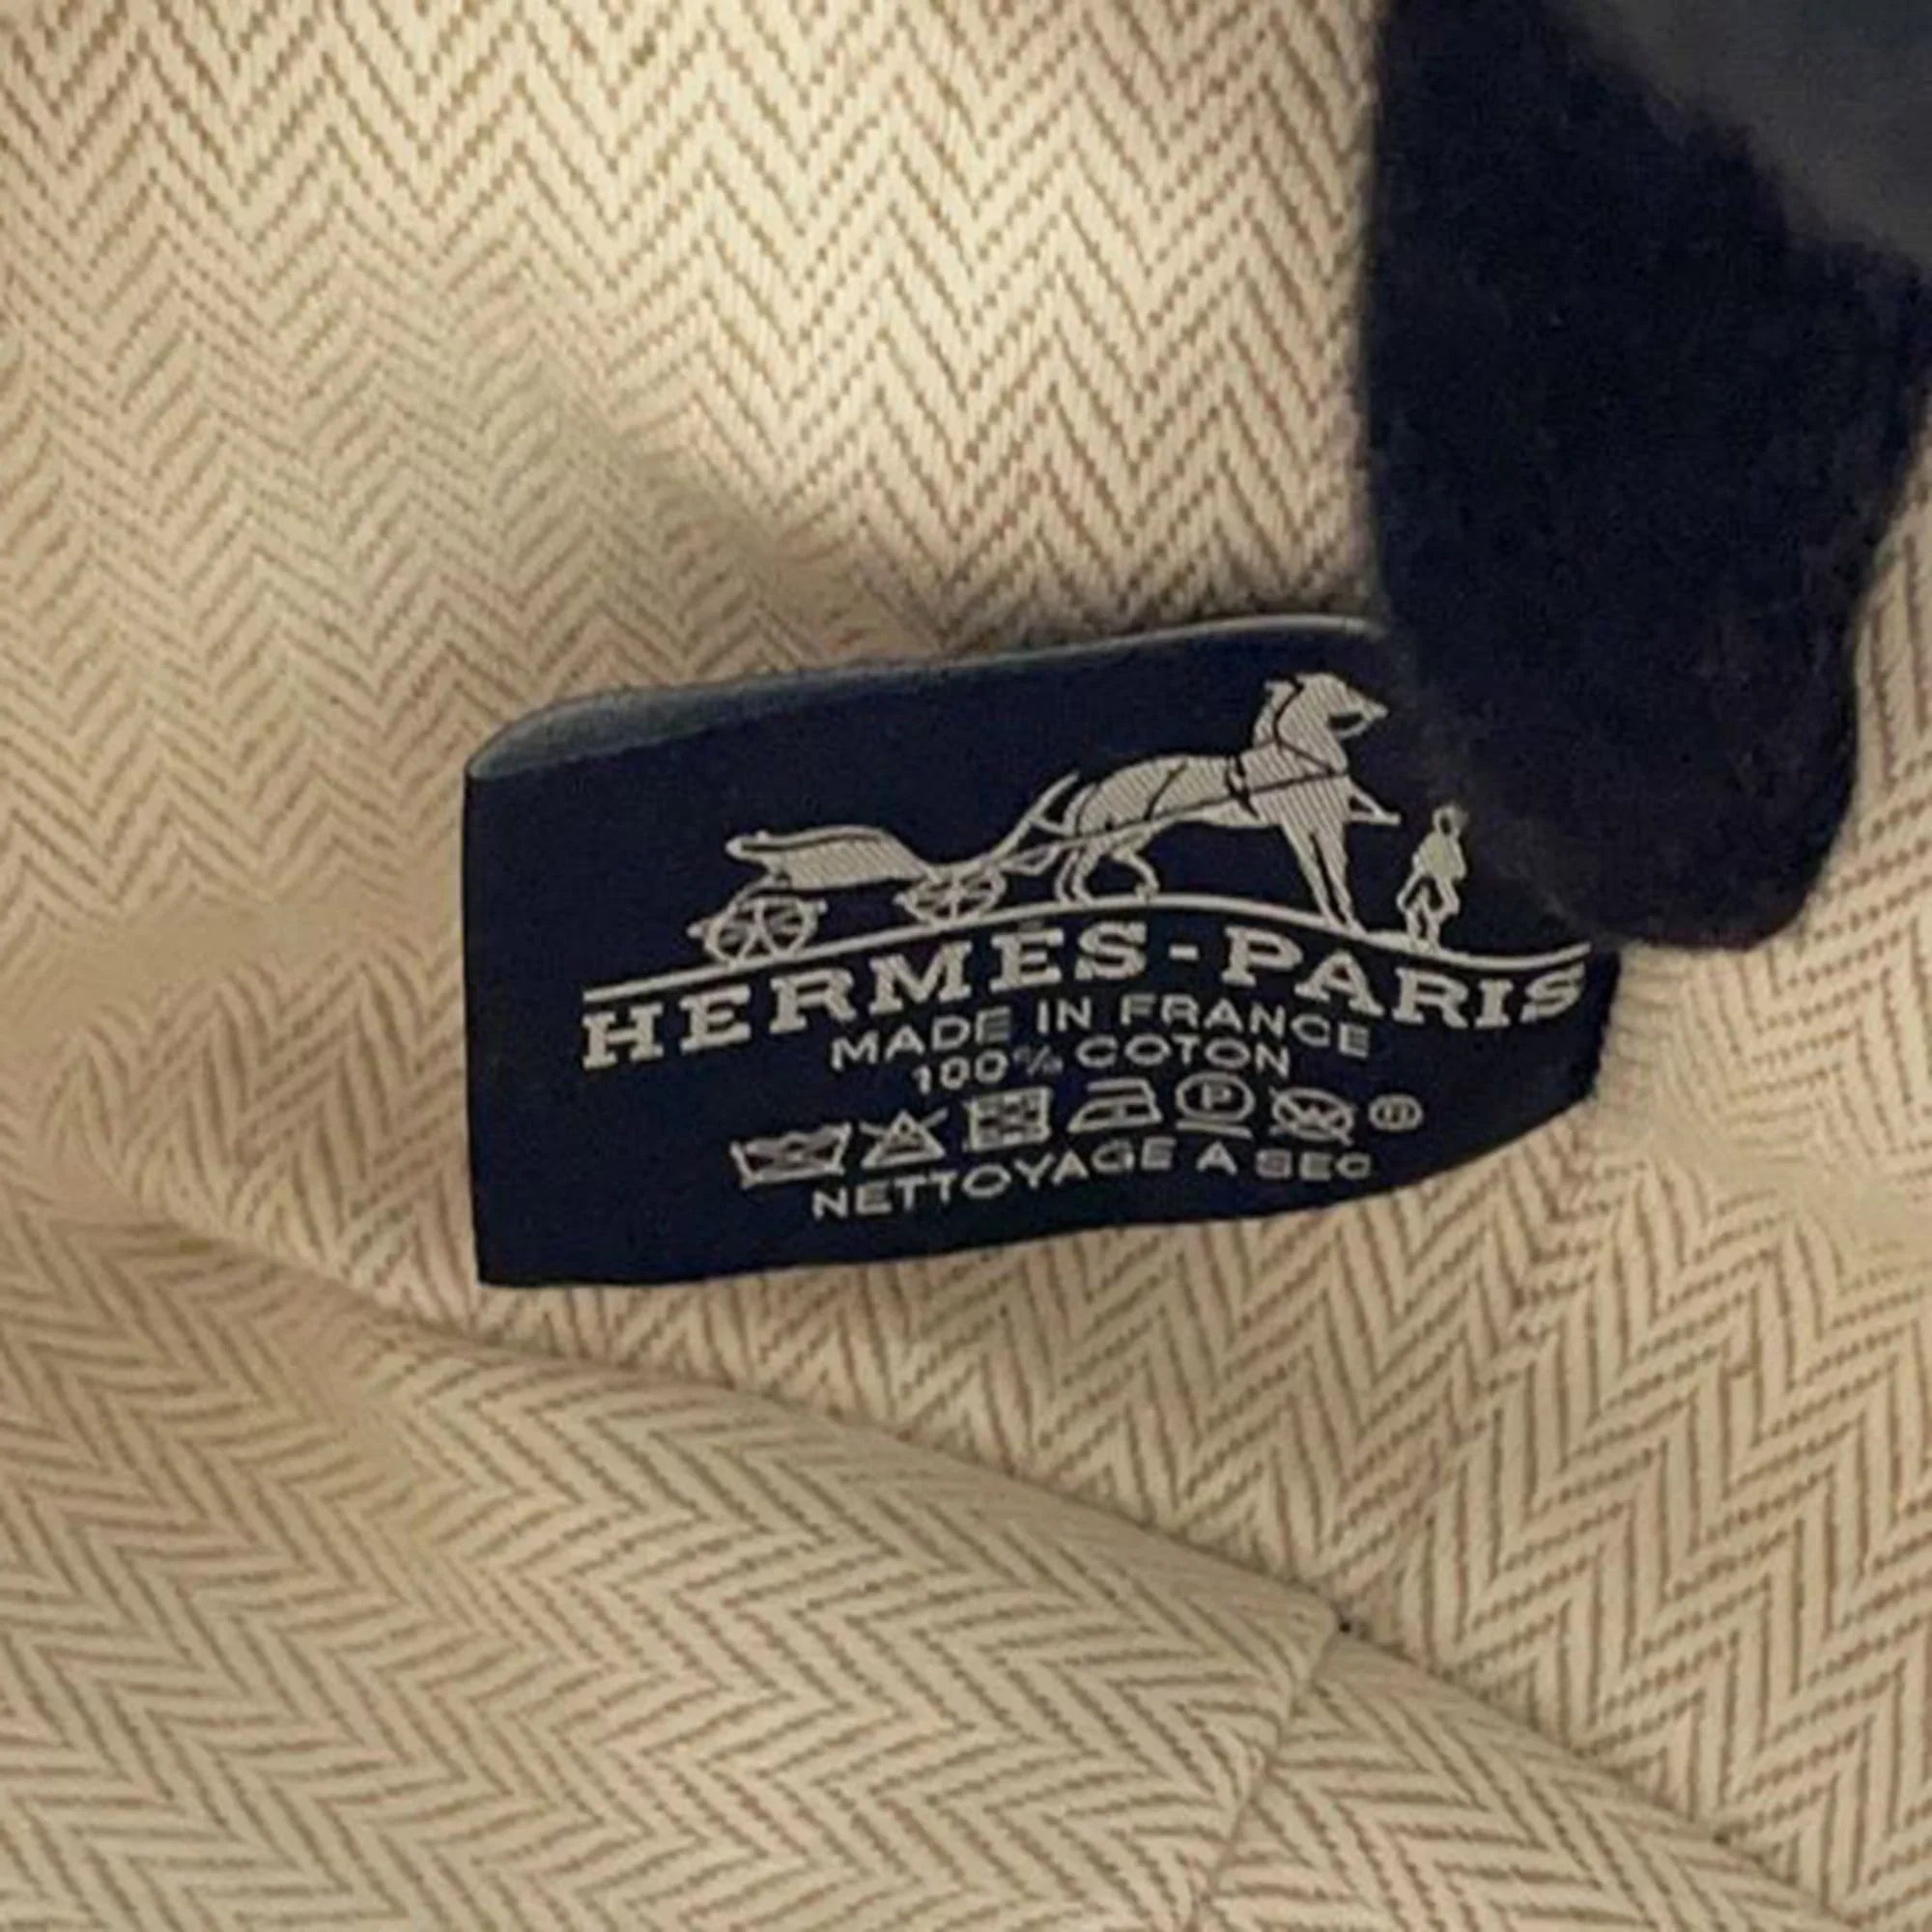 HERMÈS-PARIS
MADE IN FRANCE
100% COTON
P W ®
NETTOYAGE A SEC